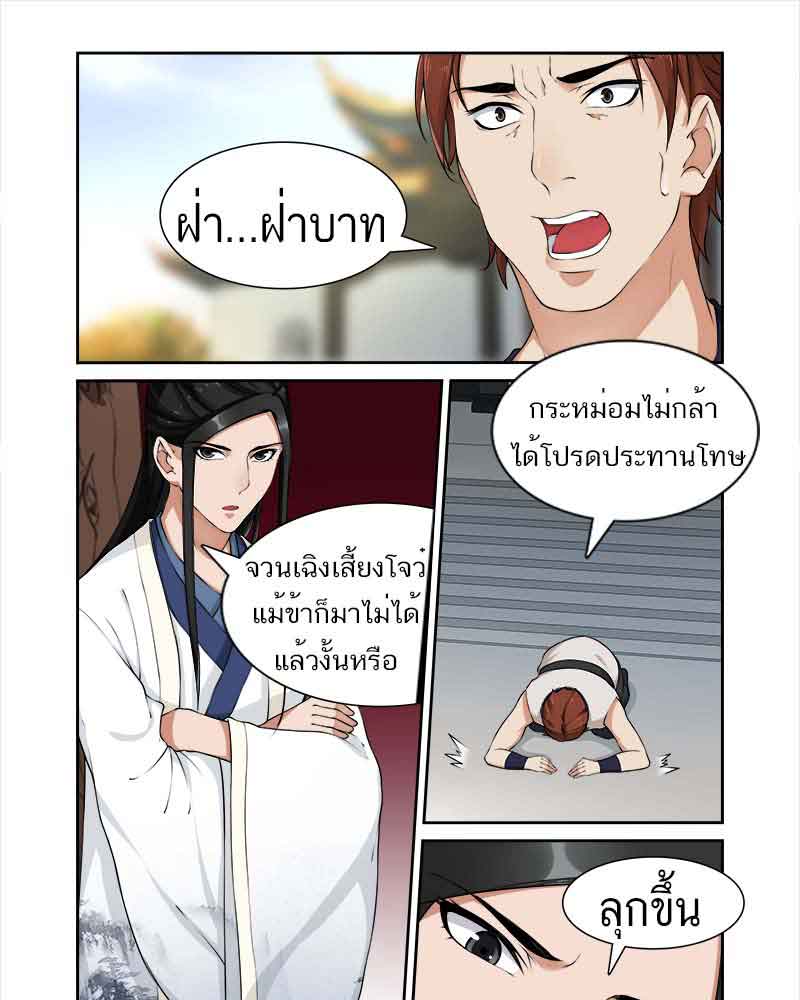 ฝ่า...ฝ่าบาท
จวนเฉิงเสี้ยงโจว๋
แม้ข้าก็มาไม่ได้
แล้วงั้นหรือ
กระหม่อมไม่กล้า
ได้โปรดประทานโทษ
ลุกขึ้น